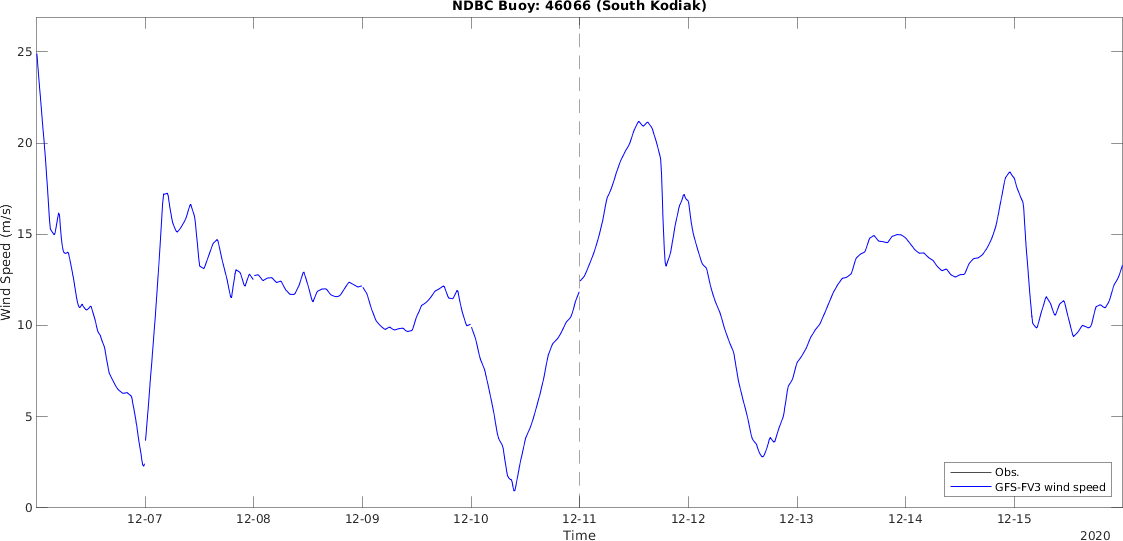 NDBC Buoy: 46066 (South Kodiak)
25
20
15
10
5
0
Wind Speed (m/s)
12-07 12-08 12-09 12-10 12-11 12-12 12-13 12-14 12-15
Time
2020
Obs.
GFS-FV3 wind speed